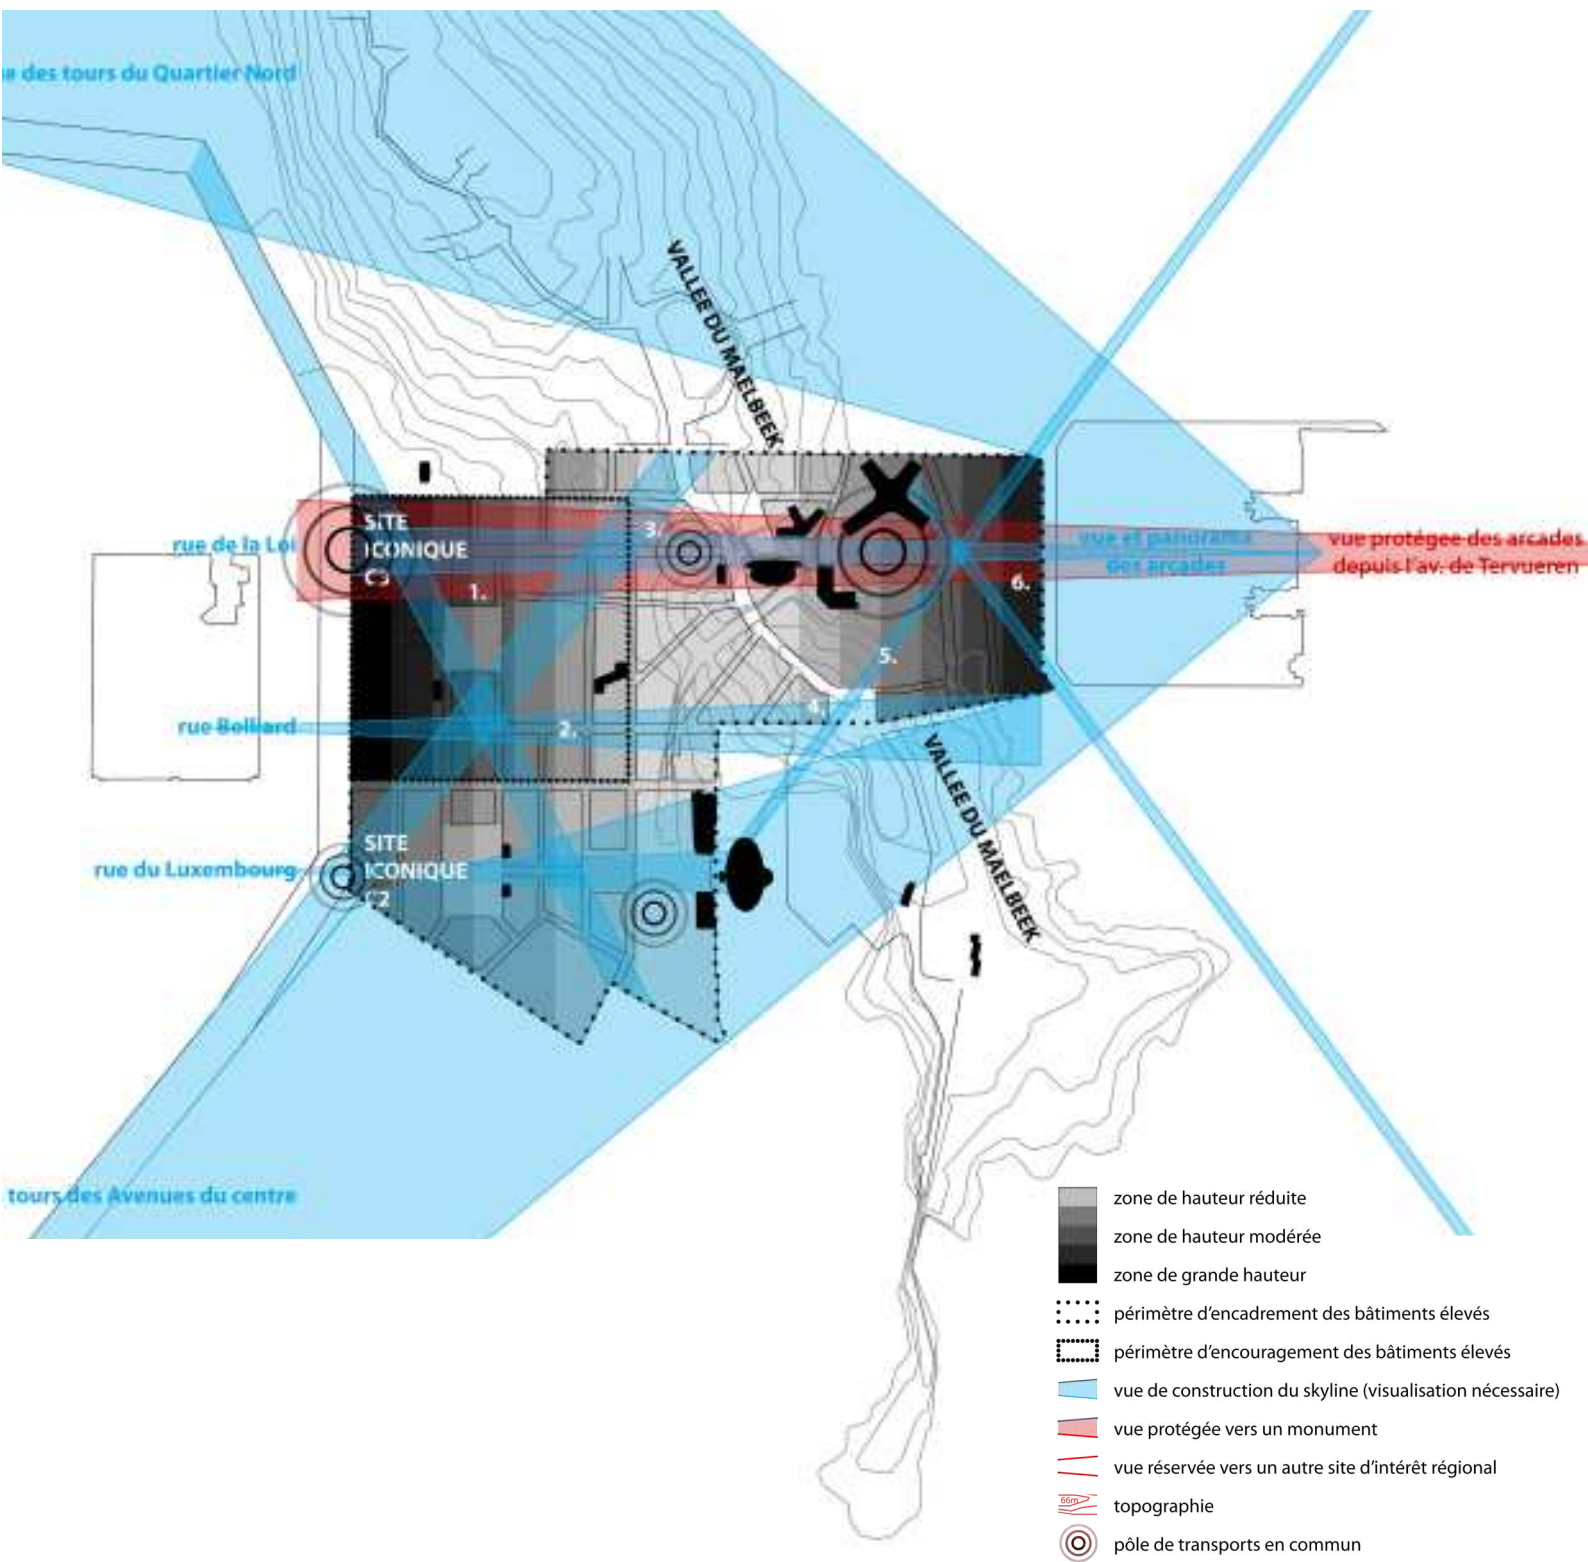 e des tours du Quartier Nord
VALLEE DU MAELBEEK
rue de la Loi
SITE
ICONIQUE
C3
3.
1.
vue et panorama
des arcades
vue protégée des arcades
depuis l'av. de Tervueren
6.
5.
4.
rue Belliard
2.
VALLEE DU MAELBEEK
SITE
ICONIQUE
C2
rue du Luxembourg
tours des Avenues du centre
zone de hauteur réduite
zone de hauteur modérée
zone de grande hauteur
périmètre d'encadrement des bâtiments élevés
périmètre d'encouragement des bâtiments élevés
vue de construction du skyline (visualisation nécessaire)
vue protégée vers un monument
vue réservée vers un autre site d'intérêt régional
66m
topographie
pôle de transports en commun